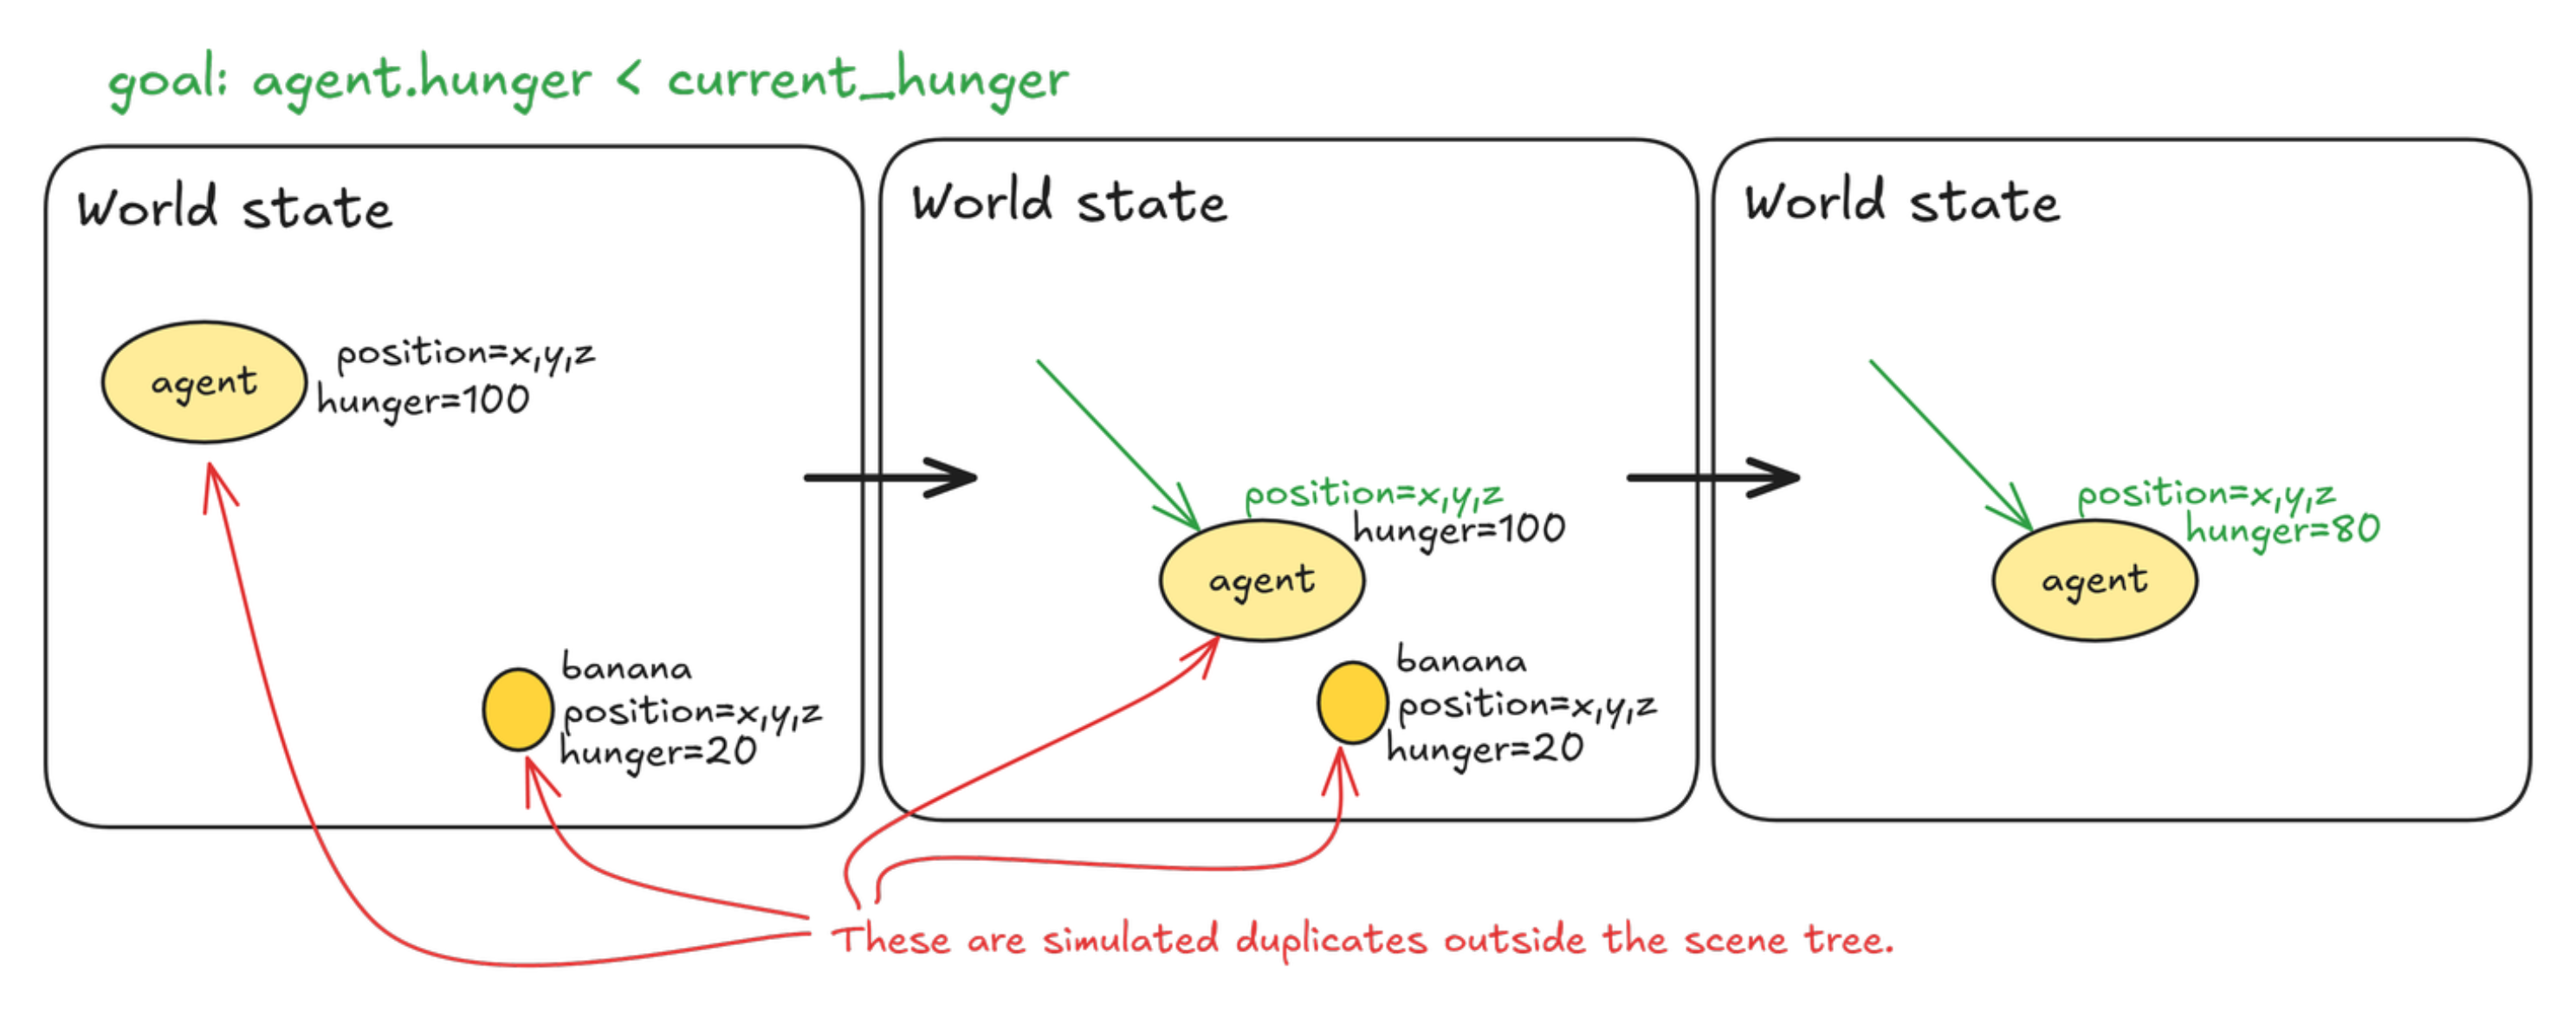 goal: agent.hunger < current_hunger
World state
agent
position=x,y,z
hunger=100
banana
position=x,y,z
hunger=20
World state
position=x,y,z
hunger=100
agent
banana
position=x,y,z
hunger=20
World state
position=x,y,z
hunger=80
agent
These are simulated duplicates outside the scene tree.